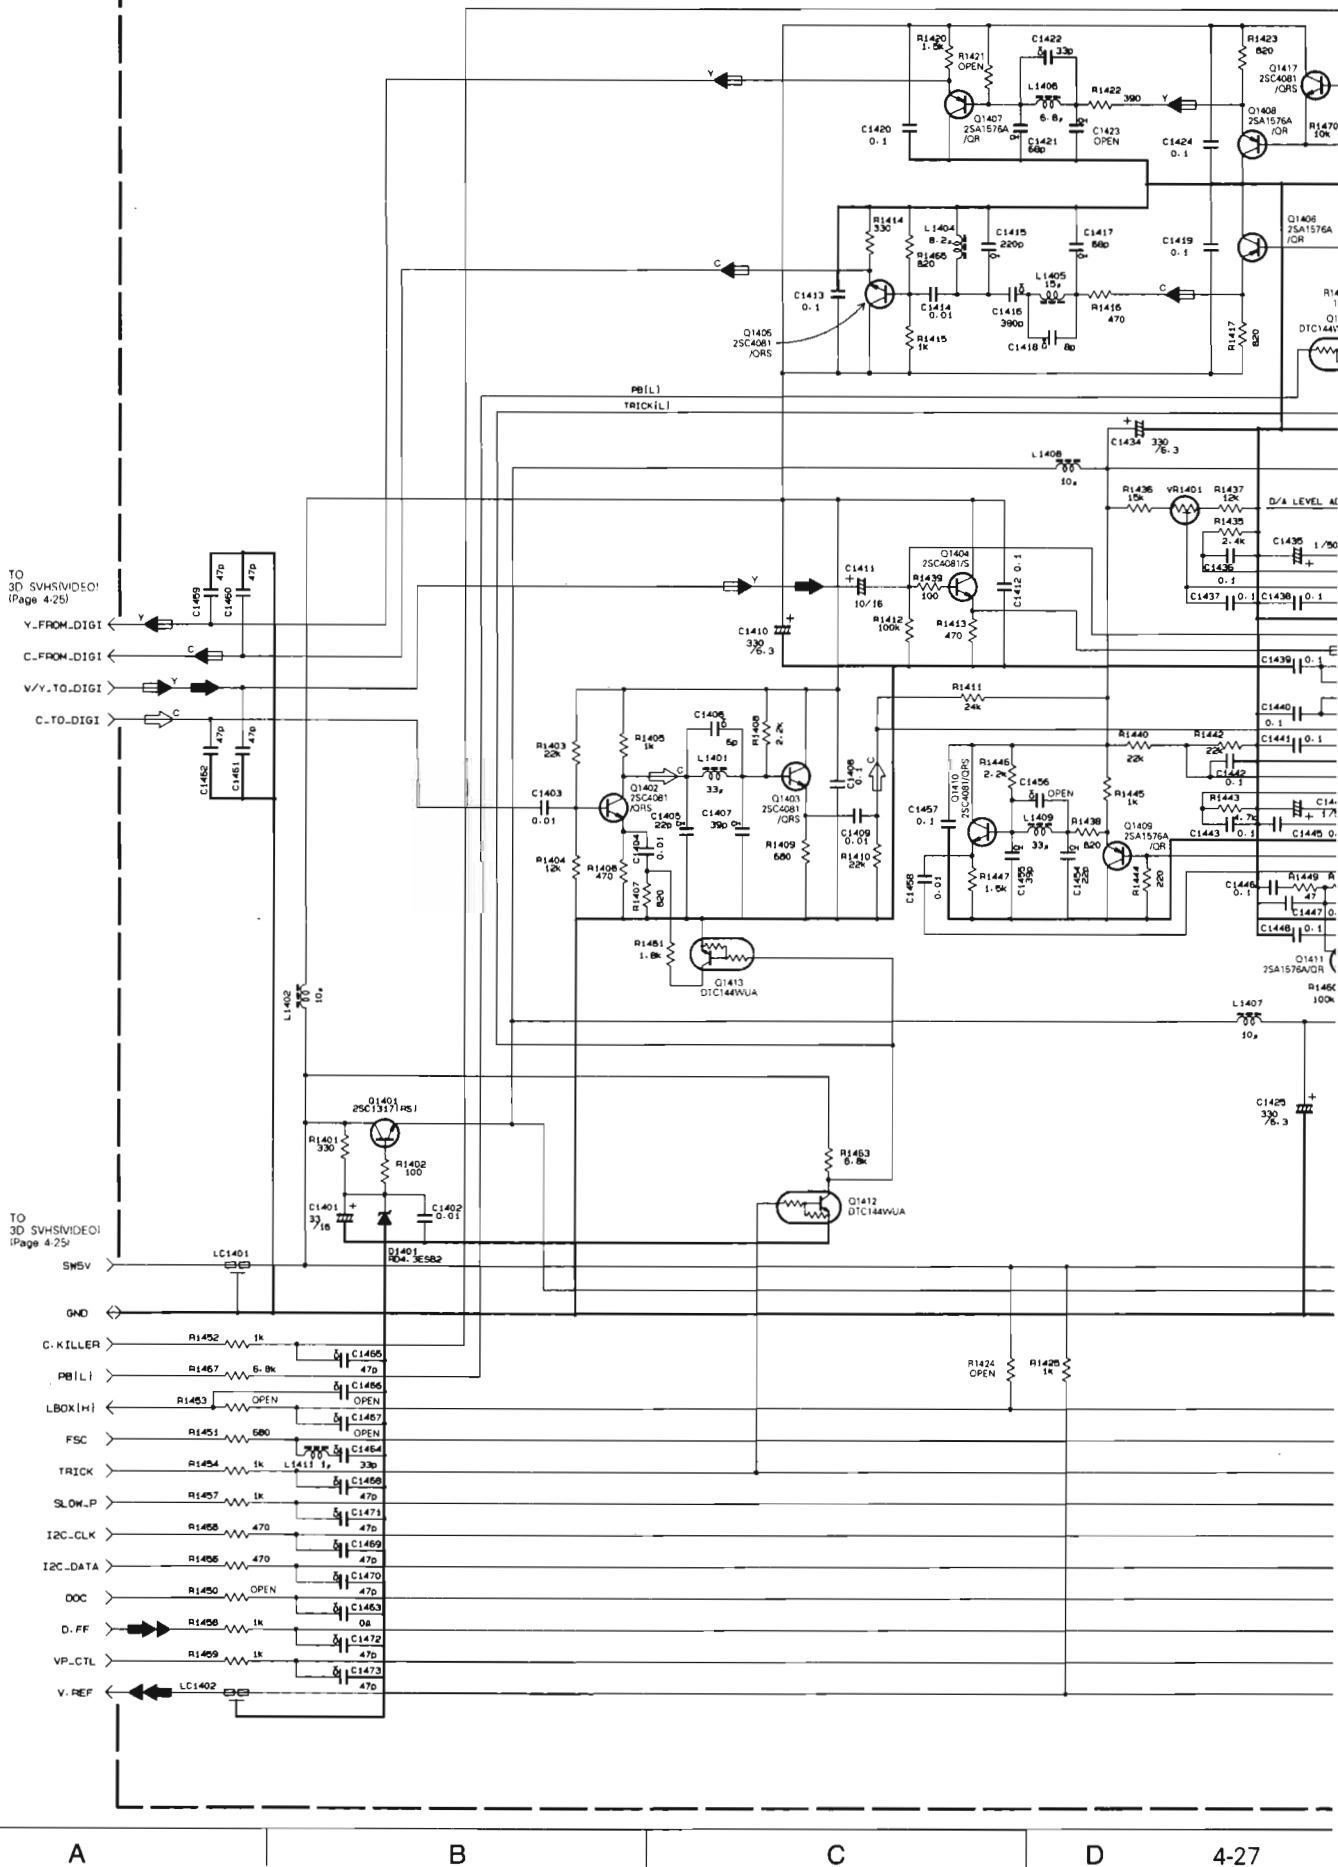 R1420
1.5k
R1421
OPEN
C1422
33p
R1423
820
Q1417
2SC4081
/QRS
Y
L1406
6.8μ
R1422
390
Y
Q1407
2SA1576A
/QR
C1420
0.1
C1421
68p
C1423
OPEN
C1424
0.1
Q1408
2SA1576A
/QR
R1470
10k
R1414
330
L1404
8.2μ
R1466
820
C1415
220p
C1417
68p
C1419
0.1
Q1406
2SA1576A
/QR
C
C1413
0.1
C1414
0.01
C1416
390p
L1405
15μ
R1416
470
C
R1415
1k
C1418
8p
R1417
820
Q1405
2SC4081
/QRS
DTC144W
PB(L)
TRICK(L)
C1434
330
/6.3
L1408
10μ
R1436
15k
VR1401
R1437
12k
D/A LEVEL AD
R1435
2.4k
C1435
1/50
C1436
0.1
C1437
0.1
C1438
0.1
TO
3D SVHS(VIDEO)
(Page 4-25)
C1459
47p
C1460
47p
Y
C1411
10/16
R1439
100
Q1404
2SC4081/S
C1412
0.1
C1410
330
/6.3
R1412
100k
R1413
470
Y_FROM_DIGI
Y
C_FROM_DIGI
C
V/Y_TO_DIGI
Y
C_TO_DIGI
C
C1439
0.1
C1440
0.1
C1441
0.1
R1411
24k
C1462
47p
C1461
47p
R1403
22k
R1405
1k
C1406
6p
R1408
2.2k
L1401
33μ
C
Q1402
2SC4081
/QRS
C1403
0.01
C1405
22p
C1407
39p
Q1403
2SC4081
/QRS
C1408
0.1
C
C1409
0.01
C1457
0.1
Q1410
2SC4081/QRS
R1446
2.2k
C1456
OPEN
L1409
33μ
R1438
820
R1440
22k
R1442
22k
C1442
0.1
R1445
1k
R1443
4.7k
C1443
0.1
C1445
Q1409
2SA1576A
/QR
R1404
12k
R1406
470
C1404
0.01
R1407
820
R1409
680
R1410
22k
C1458
0.01
R1447
1.5k
C1455
39p
C1454
22p
R1444
220
C1446
0.1
R1449
47
C1447
C1448
0.1
R1461
1.8k
Q1413
DTC144WUA
Q1411
2SA1576A/QR
R1460
100k
L1402
10μ
L1407
10μ
C1425
330
/6.3
Q1401
2SC1317(RS)
R1401
330
R1402
100
R1463
6.8k
C1401
33
/16
C1402
0.01
Q1412
DTC144WUA
TO
3D SVHS(VIDEO)
(Page 4-25)
D1401
RD4.3ESB2
SW5V
LC1401
GND
C.KILLER
R1452
1k
C1465
47p
PB(L)
R1467
6.8k
C1466
OPEN
R1424
OPEN
R1425
1k
LBOX(H)
R1453
OPEN
C1467
OPEN
FSC
R1451
680
L1411 1μ
C1464
33p
TRICK
R1454
1k
C1468
47p
SLOW_P
R1457
1k
C1471
47p
I2C_CLK
R1455
470
C1469
47p
I2C_DATA
R1456
470
C1470
47p
DOC
R1450
OPEN
C1463
0Ω
D.FF
R1458
1k
C1472
47p
VP_CTL
R1459
1k
C1473
47p
V.REF
LC1402
A
B
C
D
4-27